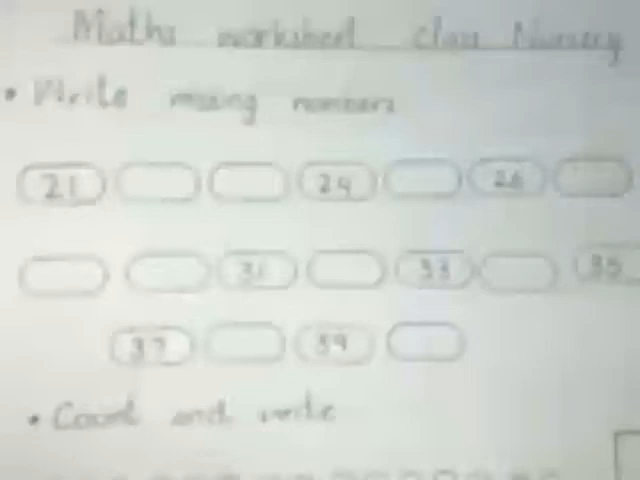 Maths worksheet class Nursery
• Write missing numbers
21 24 26
31 33 35
37 39
• Count and write